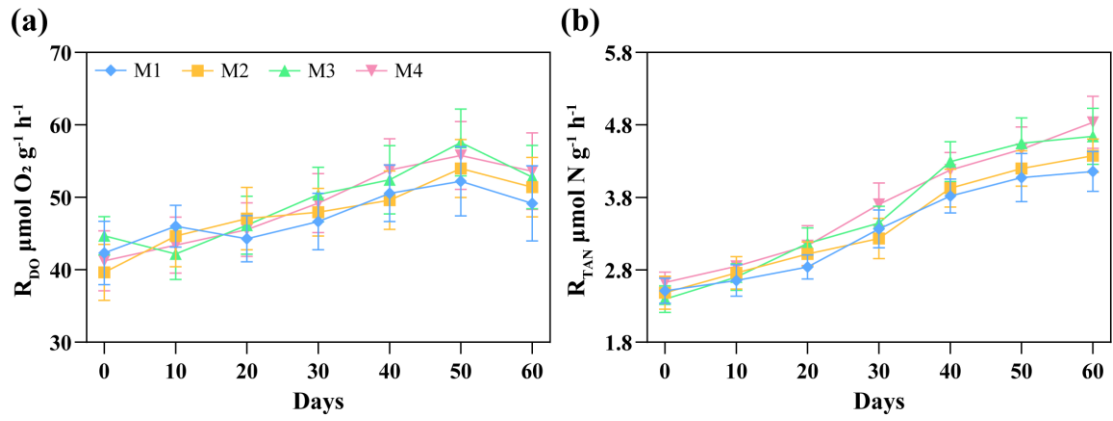 (a)
70
60
50
40
30
R_DO μmol O₂ g⁻¹ h⁻¹
M1 M2 M3 M4
0 10 20 30 40 50 60
Days
(b)
5.8
4.8
3.8
2.8
1.8
R_TAN μmol N g⁻¹ h⁻¹
0 10 20 30 40 50 60
Days